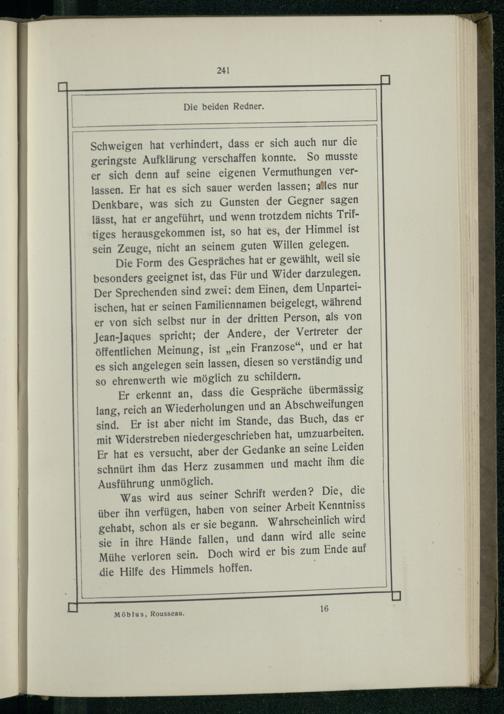 241
Die beiden Redner.
Schweigen hat verhindert, dass er sich auch nur die
geringste Aufklärung verschaffen konnte. So musste
er sich denn auf seine eigenen Vermuthungen ver-
lassen. Er hat es sich sauer werden lassen; alles nur
Denkbare, was sich zu Gunsten der Gegner sagen
lässt, hat er angeführt, und wenn trotzdem nichts Trif-
tiges herausgekommen ist, so hat es, der Himmel ist
sein Zeuge, nicht an seinem guten Willen gelegen.
Die Form des Gespräches hat er gewählt, weil sie
besonders geeignet ist, das Für und Wider darzulegen.
Der Sprechenden sind zwei: dem Einen, dem Unpartei-
ischen, hat er seinen Familiennamen beigelegt, während
er von sich selbst nur in der dritten Person, als von
Jean-Jaques spricht; der Andere, der Vertreter der
öffentlichen Meinung, ist „ein Franzose“, und er hat
es sich angelegen sein lassen, diesen so verständig und
so ehrenwerth wie möglich zu schildern.
Er erkennt an, dass die Gespräche übermässig
lang, reich an Wiederholungen und an Abschweifungen
sind. Er ist aber nicht im Stande, das Buch, das er
mit Widerstreben niedergeschrieben hat, umzuarbeiten.
Er hat es versucht, aber der Gedanke an seine Leiden
schnürt ihm das Herz zusammen und macht ihm die
Ausführung unmöglich.
Was wird aus seiner Schrift werden? Die, die
über ihn verfügen, haben von seiner Arbeit Kenntniss
gehabt, schon als er sie begann. Wahrscheinlich wird
sie in ihre Hände fallen, und dann wird alle seine
Mühe verloren sein. Doch wird er bis zum Ende auf
die Hilfe des Himmels hoffen.
Möbius, Rousseau. 16